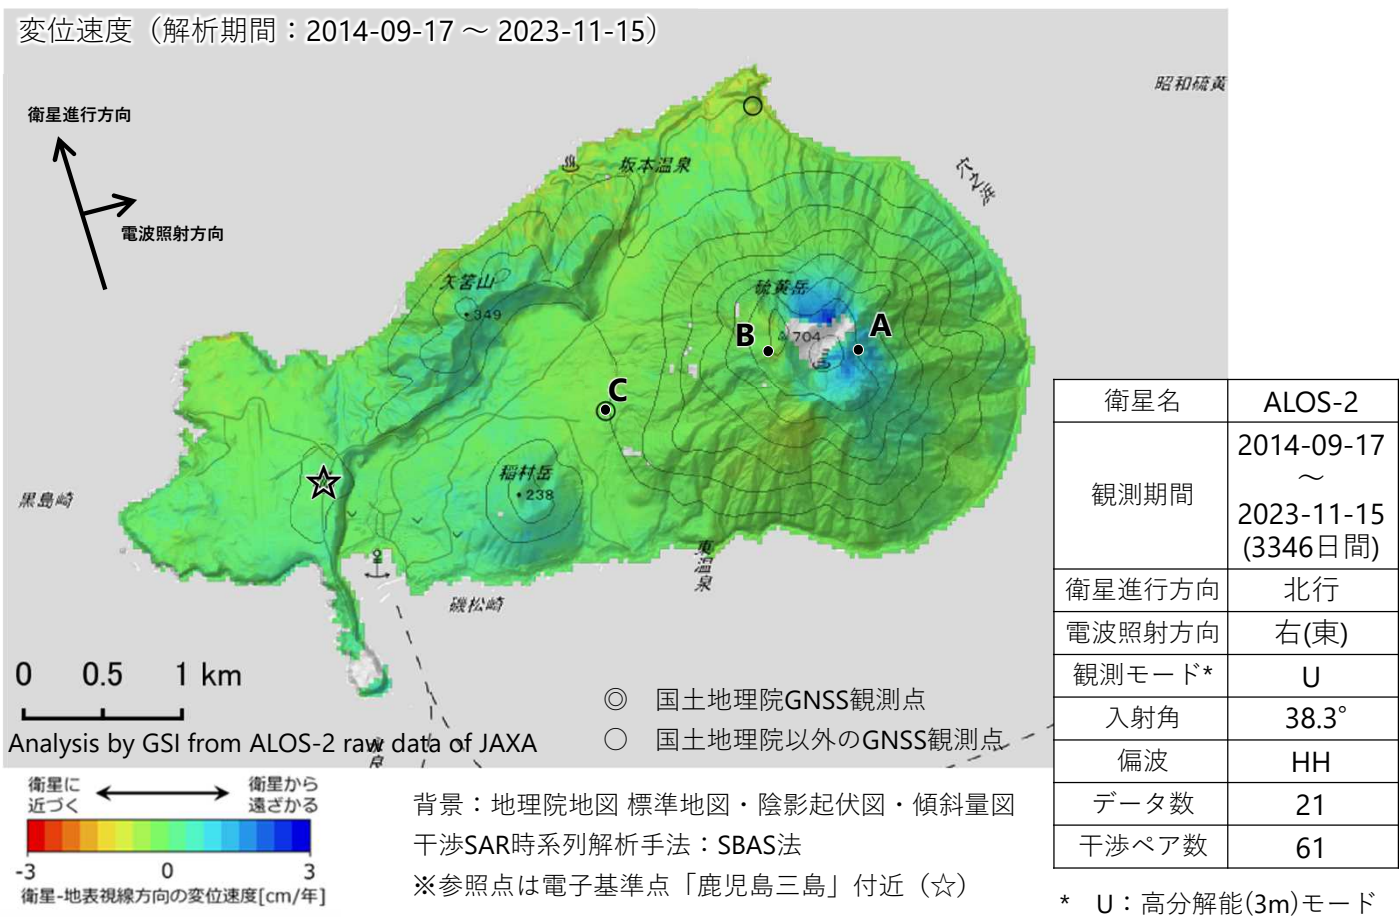 変位速度（解析期間：2014-09-17 ～ 2023-11-15）
昭和硫黄
衛星進行方向
電波照射方向
坂本温泉
穴之浜
矢筈山
349
硫黄岳
704
A
B
C
稲村岳
238
黒島崎
東温泉
磯松崎
0 0.5 1 km
◎ 国土地理院GNSS観測点
○ 国土地理院以外のGNSS観測点
Analysis by GSI from ALOS-2 raw data of JAXA
衛星に近づく
衛星から遠ざかる
-3 0 3
衛星-地表視線方向の変位速度[cm/年]
背景：地理院地図 標準地図・陰影起伏図・傾斜量図
干渉SAR時系列解析手法：SBAS法
※参照点は電子基準点「鹿児島三島」付近（☆）
衛星名 ALOS-2
観測期間 2014-09-17
～
2023-11-15
(3346日間)
衛星進行方向 北行
電波照射方向 右(東)
観測モード* U
入射角 38.3°
偏波 HH
データ数 21
干渉ペア数 61
* U：高分解能(3m)モード